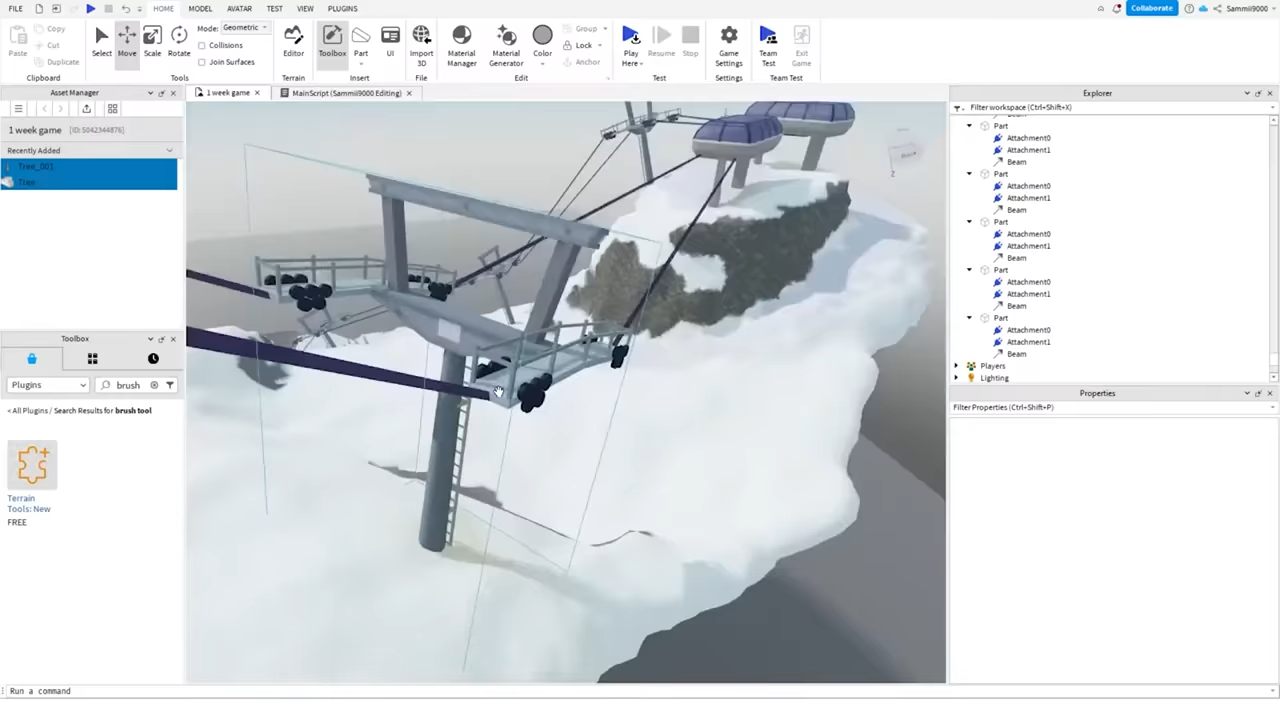 FILE HOME MODEL AVATAR TEST VIEW PLUGINS Collaborate Sammii9000
Paste Copy Cut Duplicate Select Move Scale Rotate Mode: Geometric Collisions Join Surfaces Editor Toolbox Part UI Import 3D Material Manager Material Generator Color Group Lock Anchor Play Here Resume Stop Game Settings Team Test Exit Game
Clipboard Tools Terrain Insert File Edit Test Settings Team Test
Asset Manager
1 week game [ID: 5042344876]
Recently Added
Tree_001
Tree
1 week game MainScript (Sammii9000 Editing)
Toolbox
Plugins brush
< All Plugins / Search Results for brush tool
Terrain
Tools: New
FREE
Explorer
Filter workspace (Ctrl+Shift+X)
Part
Attachment0
Attachment1
Beam
Part
Attachment0
Attachment1
Beam
Part
Attachment0
Attachment1
Beam
Part
Attachment0
Attachment1
Beam
Part
Attachment0
Attachment1
Beam
Players
Lighting
Properties
Filter Properties (Ctrl+Shift+P)
Z
Run a command